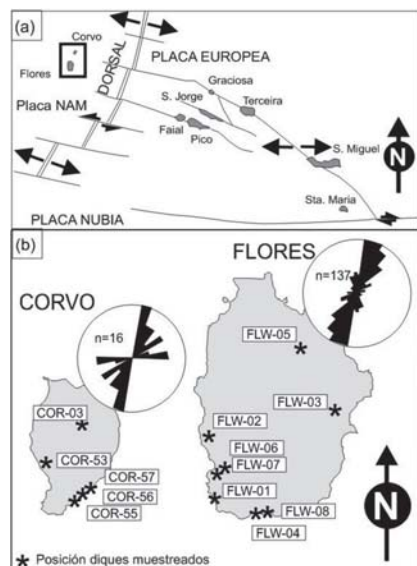 (a)
Corvo
Flores
DORSAL
PLACA EUROPEA
Graciosa
Placa NAM
S. Jorge
Terceira
Faial
Pico
S. Miguel
N
Sta. Maria
PLACA NUBIA
(b)
FLORES
CORVO
n=137
n=16
FLW-05
COR-03
FLW-03
FLW-02
COR-53
FLW-06
COR-57
FLW-07
COR-56
FLW-01
COR-55
FLW-08
FLW-04
N
* Posición diques muestreados